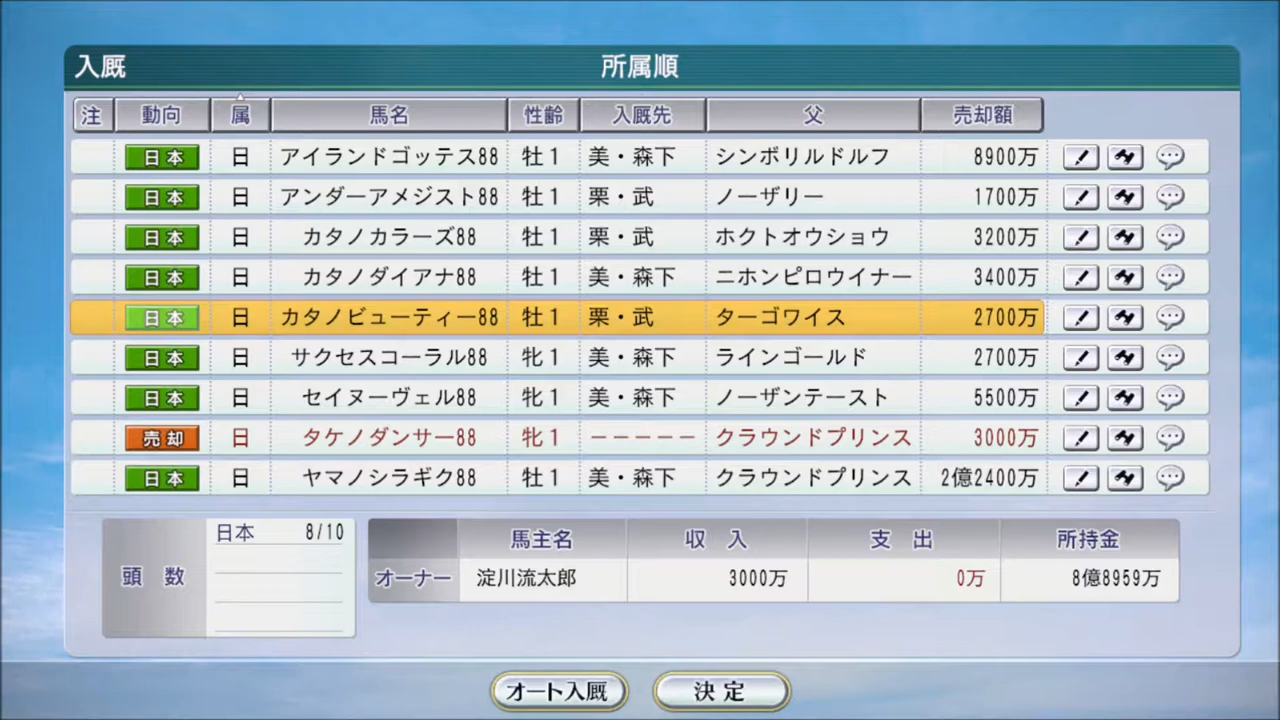 入厩 所属順
注 動向 属 馬名 性齢 入厩先 父 売却額
日本 日 アイランドゴッテス88 牡1 美・森下 シンボリルドルフ 8900万
日本 日 アンダーアメジスト88 牡1 栗・武 ノーザリー 1700万
日本 日 カタノカラーズ88 牡1 栗・武 ホクトオウショウ 3200万
日本 日 カタノダイアナ88 牡1 美・森下 ニホンピロウイナー 3400万
日本 日 カタノビューティー88 牡1 栗・武 ターゴワイス 2700万
日本 日 サクセスコーラル88 牝1 美・森下 ラインゴールド 2700万
日本 日 セイヌーヴェル88 牝1 美・森下 ノーザンテースト 5500万
売却 日 タケノダンサー88 牝1 ----- クラウンドプリンス 3000万
日本 日 ヤマノシラギク88 牡1 美・森下 クラウンドプリンス 2億2400万
頭数 日本 8/10
馬主名 収入 支出 所持金
オーナー 淀川流太郎 3000万 0万 8億8959万
オート入厩 決定